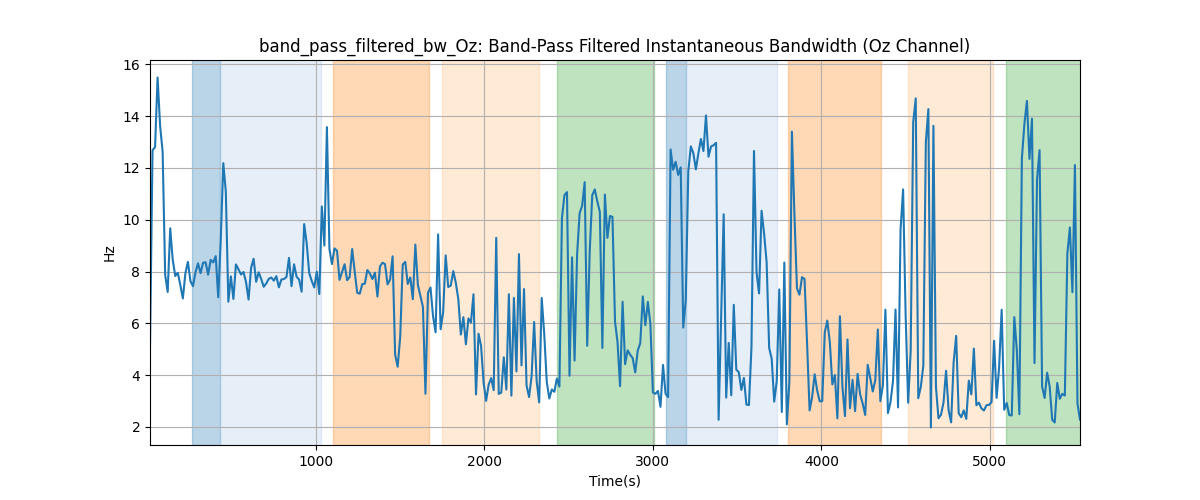 band_pass_filtered_bw_Oz: Band-Pass Filtered Instantaneous Bandwidth (Oz Channel)
16
14
12
10
8
6
4
2
Hz
1000 2000 3000 4000 5000
Time(s)